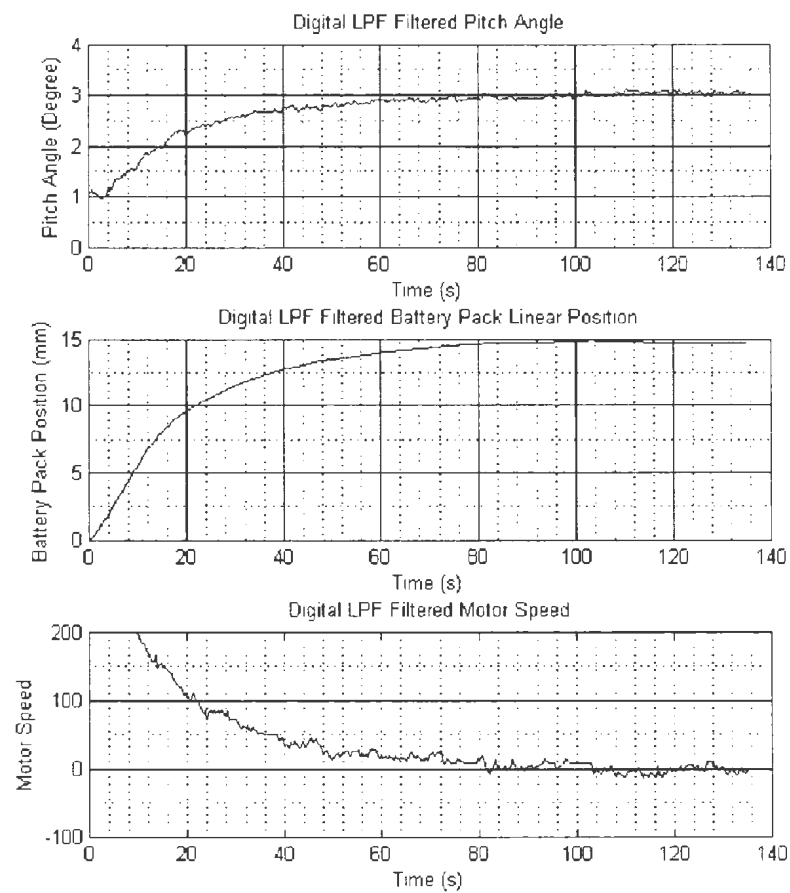 Digital LPF Filtered Pitch Angle
Pitch Angle (Degree)
4
3
2
1
0
0 20 40 60 80 100 120 140
Time (s)
Digital LPF Filtered Battery Pack Linear Position
Battery Pack Position (mm)
15
10
5
0
0 20 40 60 80 100 120 140
Time (s)
Digital LPF Filtered Motor Speed
Motor Speed
200
100
0
-100
0 20 40 60 80 100 120 140
Time (s)